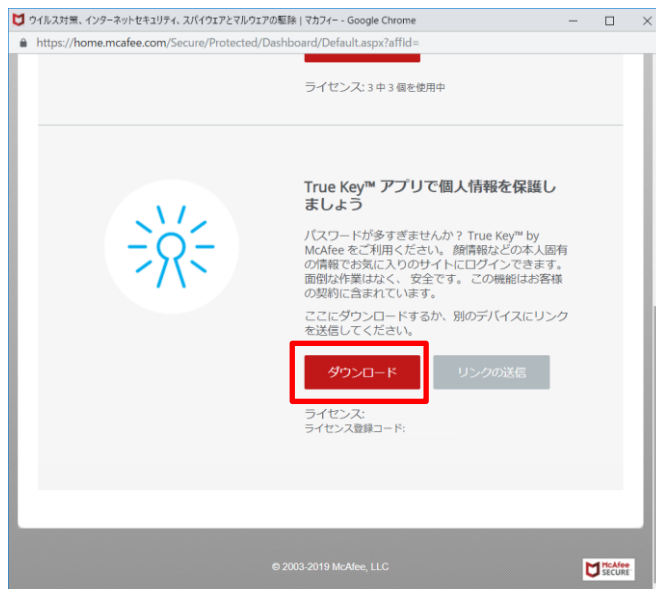 ウイルス対策、インターネットセキュリティ、スパイウェアとマルウェアの駆除 | マカフィー - Google Chrome
https://home.mcafee.com/Secure/Protected/Dashboard/Default.aspx?affid=
ライセンス: 3 中 3 個を使用中
True Key™ アプリで個人情報を保護し
ましょう
パスワードが多すぎませんか？ True Key™ by
McAfee をご利用ください。 顔情報などの本人固有
の情報でお気に入りのサイトにログインできます。
面倒な作業はなく、 安全です。 この機能はお客様
の契約に含まれています。
ここにダウンロードするか、別のデバイスにリンク
を送信してください。
ダウンロード リンクの送信
ライセンス:
ライセンス登録コード:
© 2003-2019 McAfee, LLC
McAfee
SECURE